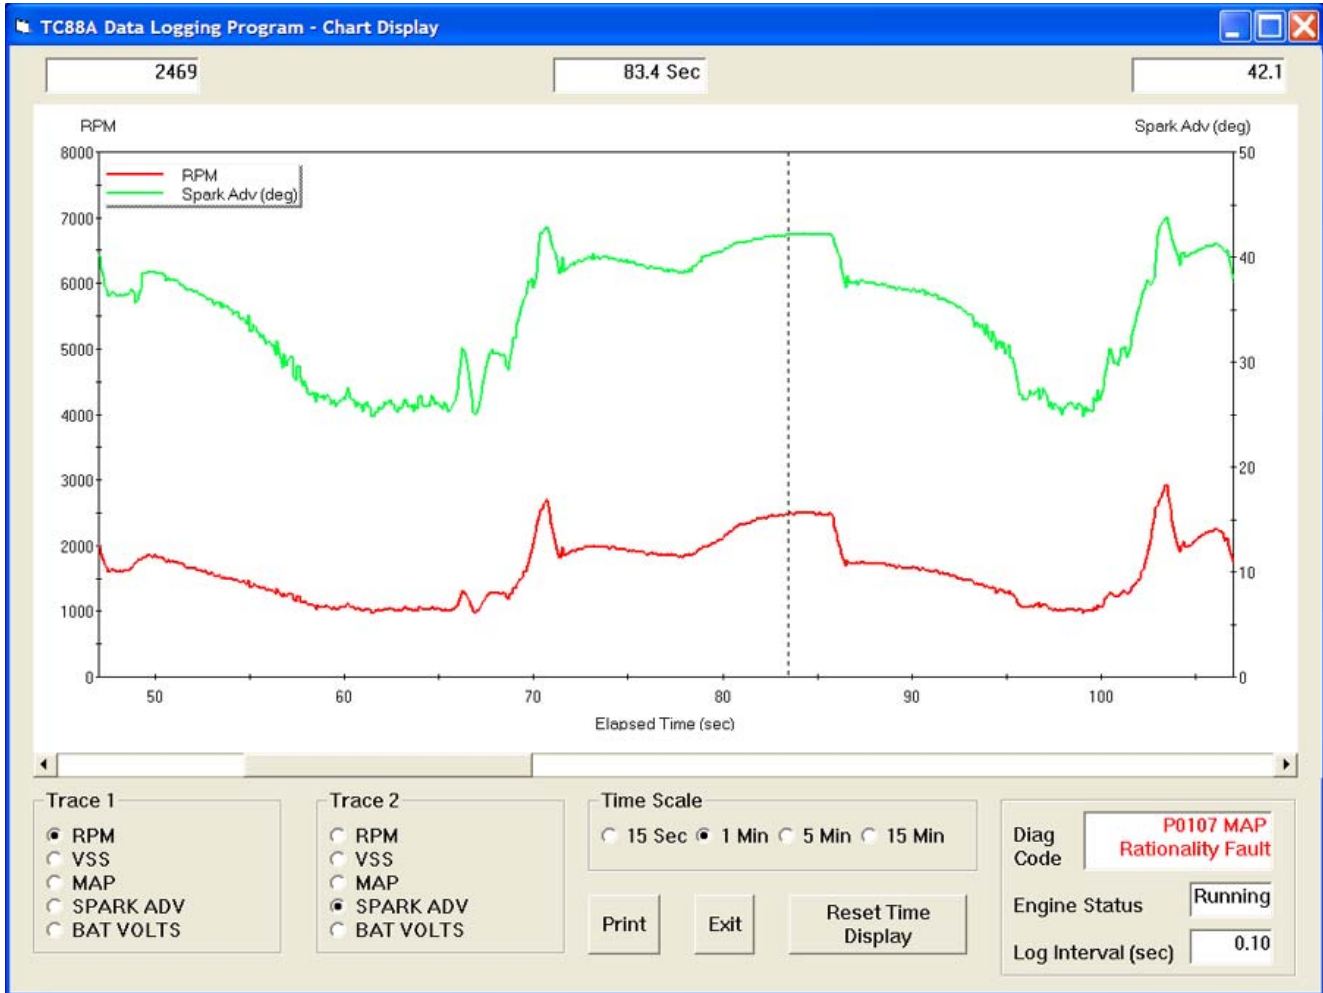 TC88A Data Logging Program - Chart Display
2469
83.4 Sec
42.1
RPM
Spark Adv (deg)
8000
50
RPM
Spark Adv (deg)
7000
6000
40
5000
30
4000
3000
20
2000
10
1000
0
0
50
60
70
80
90
100
Elapsed Time (sec)
Trace 1
RPM
VSS
MAP
SPARK ADV
BAT VOLTS
Trace 2
RPM
VSS
MAP
SPARK ADV
BAT VOLTS
Time Scale
15 Sec 1 Min 5 Min 15 Min
Print
Exit
Reset Time
Display
Diag
Code
P0107 MAP
Rationality Fault
Engine Status
Running
Log Interval (sec)
0.10